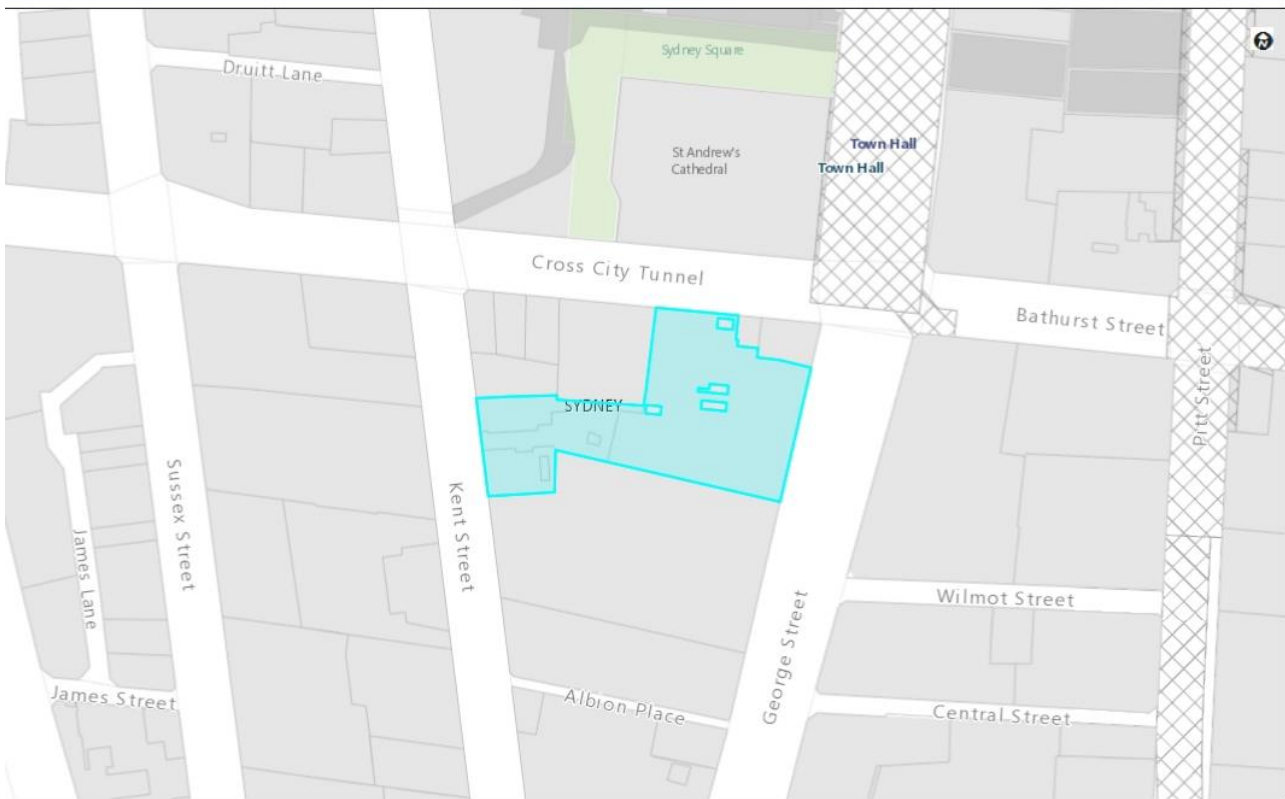 Sydney Square
N
Druitt Lane
Town Hall
St Andrew's
Cathedral
Town Hall
Cross City Tunnel
Bathurst Street
Pitt Street
SYDNEY
Sussex Street
Kent Street
James Lane
Wilmot Street
George Street
James Street
Albion Place
Central Street